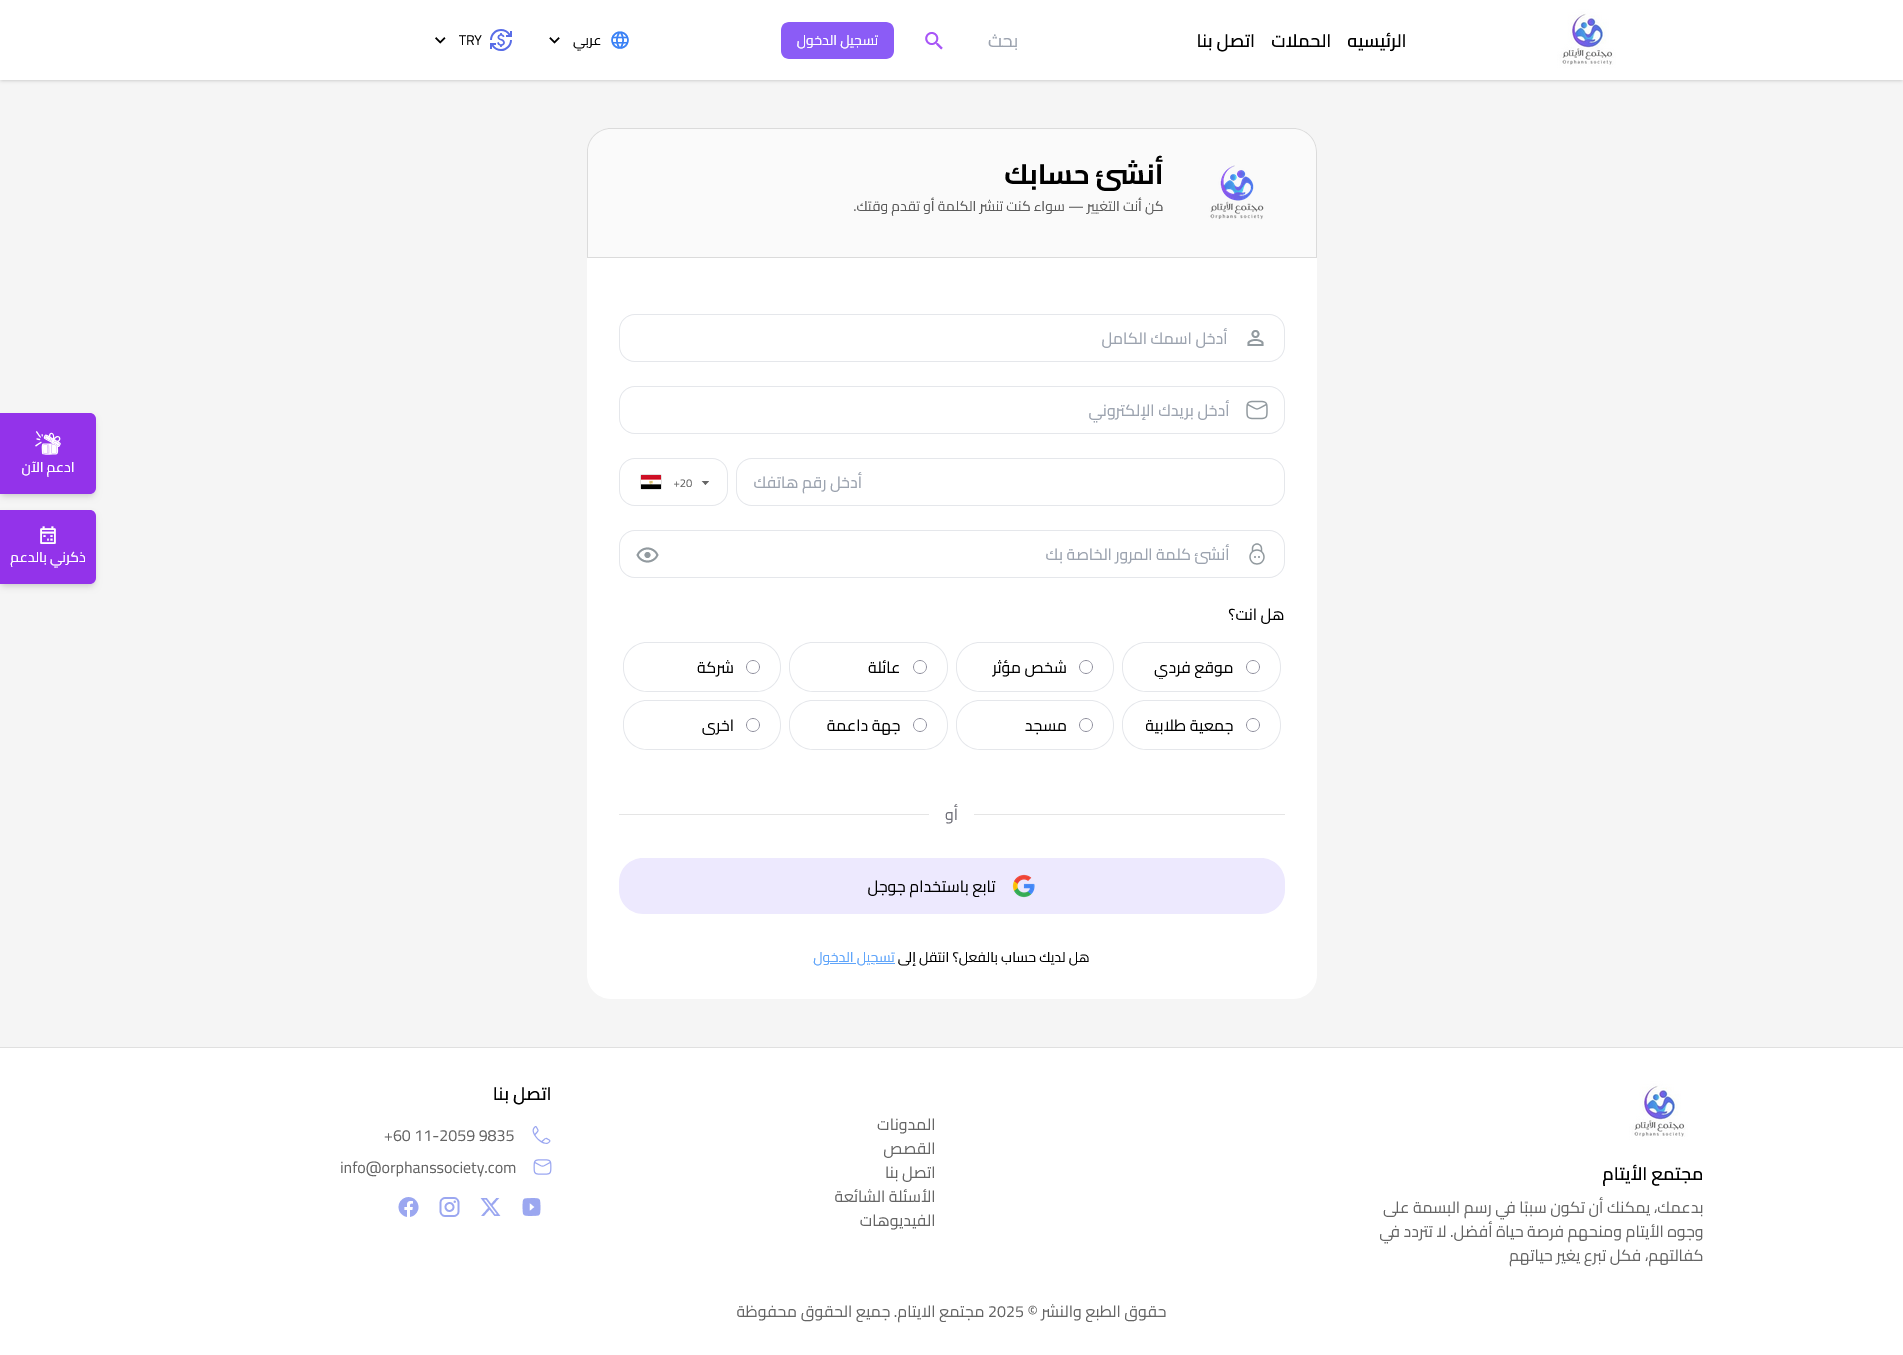 مجتمع الأيتام
Orphans society
الرئيسيه
الحملات
اتصل بنا
بحث
تسجيل الدخول
عربي
TRY
مجتمع الأيتام
Orphans society
أنشئ حسابك
كن أنت التغيير — سواء كنت تنشر الكلمة أو تقدم وقتك.
أدخل اسمك الكامل
أدخل بريدك الإلكتروني
أدخل رقم هاتفك
+20
أنشئ كلمة المرور الخاصة بك
هل انت؟
موقع فردي
شخص مؤثر
عائلة
شركة
جمعية طلابية
مسجد
جهة داعمة
اخرى
أو
تابع باستخدام جوجل
هل لديك حساب بالفعل؟ انتقل إلى تسجيل الدخول
ادعم الآن
ذكرني بالدعم
مجتمع الأيتام
Orphans society
مجتمع الأيتام
بدعمك، يمكنك أن تكون سببًا في رسم البسمة على
وجوه الأيتام ومنحهم فرصة حياة أفضل. لا تتردد في
كفالتهم، فكل تبرع يغير حياتهم
المدونات
القصص
اتصل بنا
الأسئلة الشائعة
الفيديوهات
اتصل بنا
+60 11-2059 9835
info@orphanssociety.com
حقوق الطبع والنشر © 2025 مجتمع الايتام. جميع الحقوق محفوظة